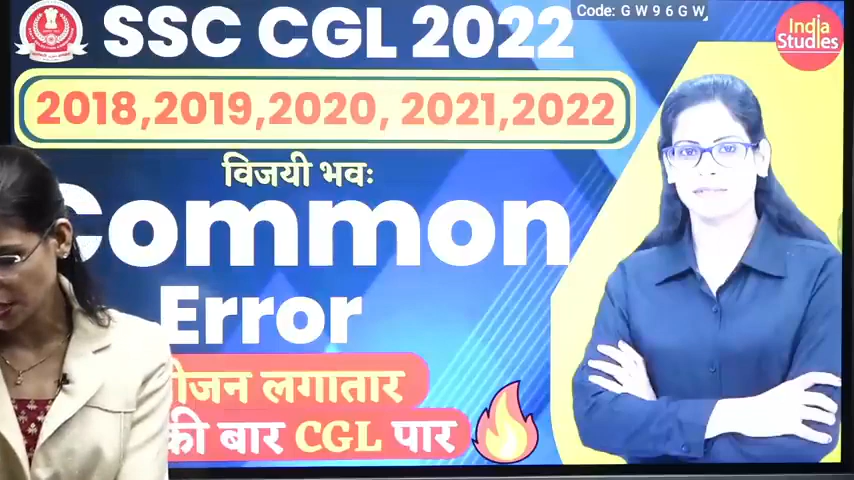 SSC CGL 2022
Code: G W 9 6 G W
India
Studies
2018,2019,2020, 2021,2022
विजयी भवः
Common
Error
जन लगातार
की बार CGL पार